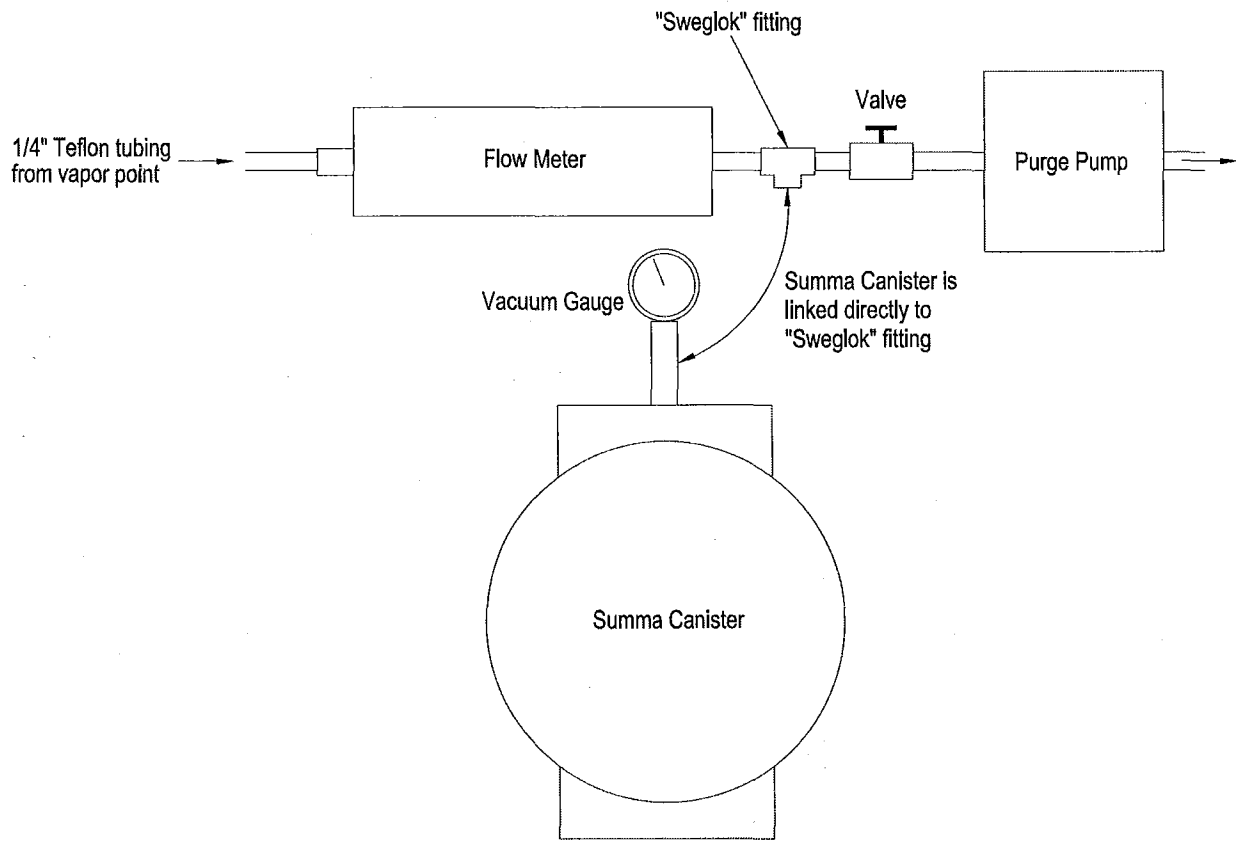 "Sweglok" fitting
Valve
1/4" Teflon tubing
from vapor point
Flow Meter
Purge Pump
Vacuum Gauge
Summa Canister is
linked directly to
"Sweglok" fitting
Summa Canister